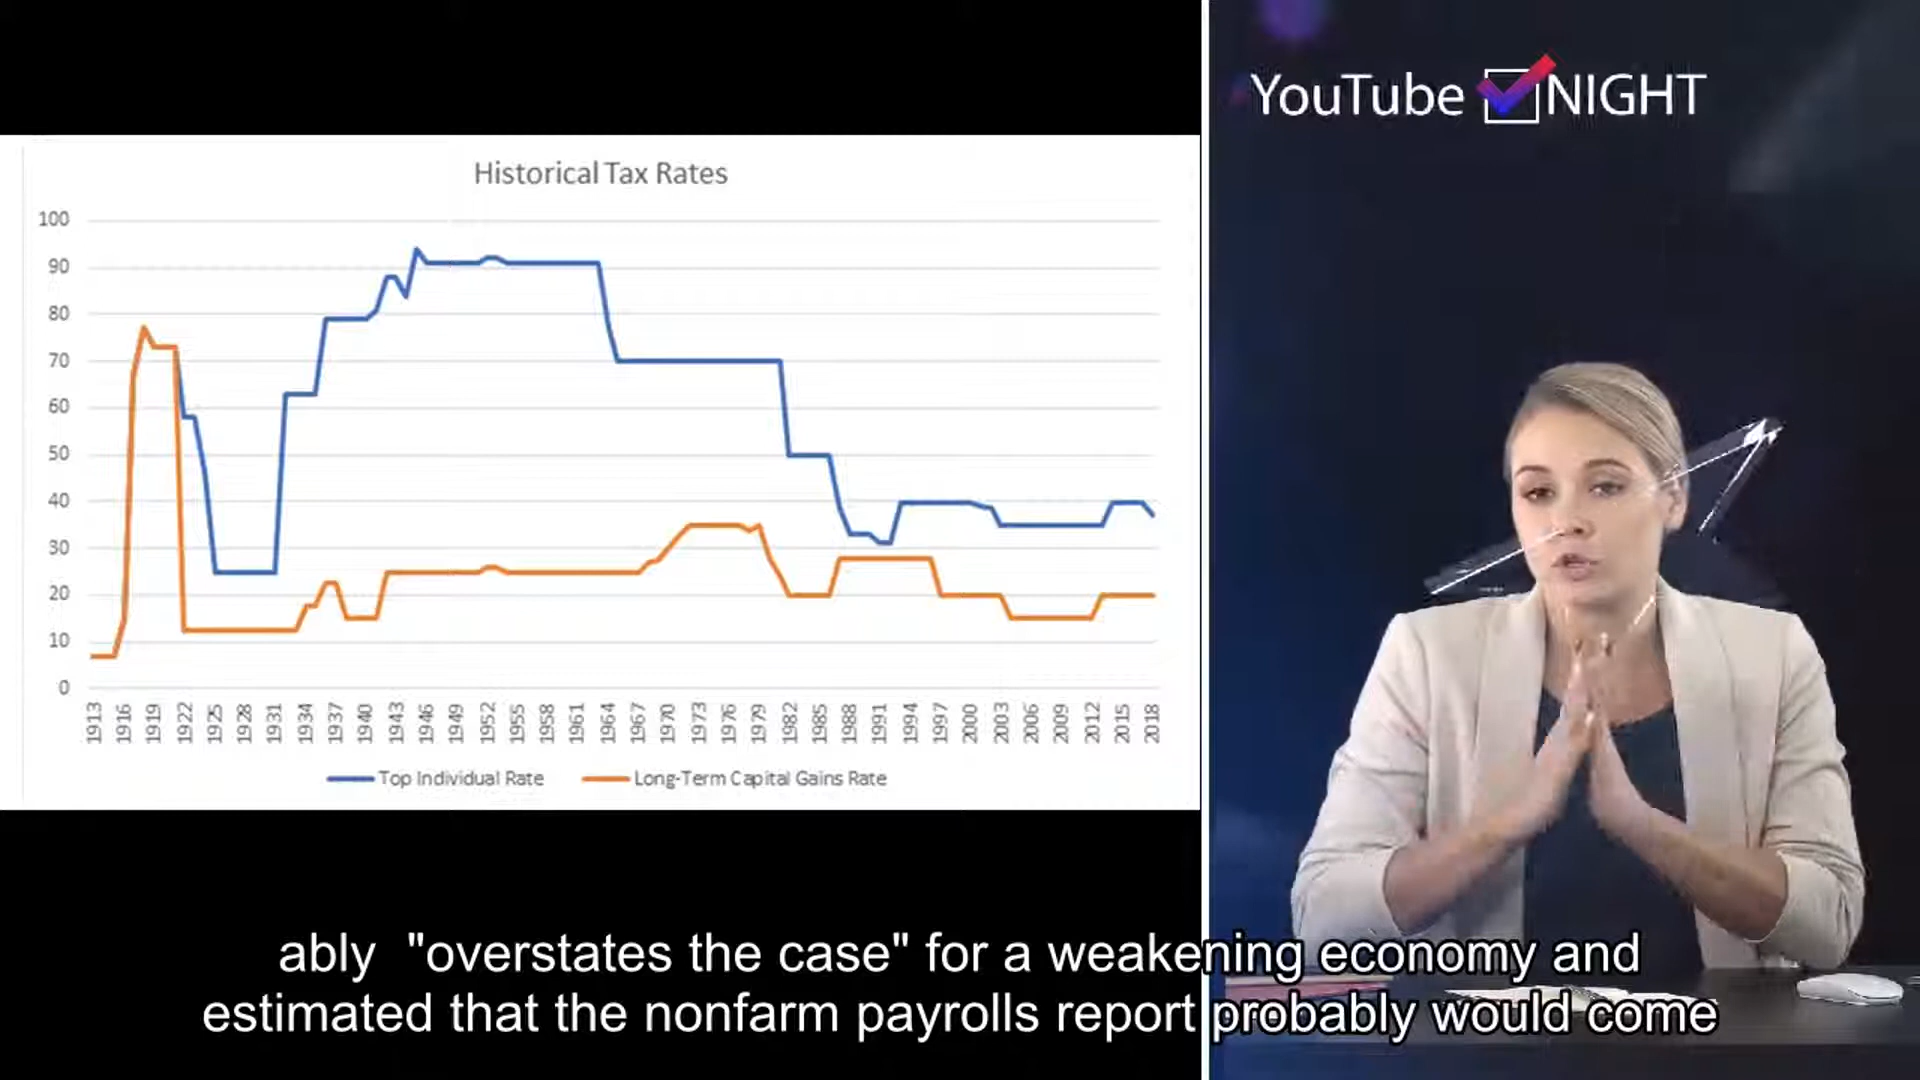 YouTube NIGHT
Historical Tax Rates
100
90
80
70
60
50
40
30
20
10
0
1913 1916 1919 1922 1925 1928 1931 1934 1937 1940 1943 1946 1949 1952 1955 1958 1961 1964 1967 1970 1973 1976 1979 1982 1985 1988 1991 1994 1997 2000 2003 2006 2009 2012 2015 2018
Top Individual Rate Long-Term Capital Gains Rate
ably "overstates the case" for a weakening economy and
estimated that the nonfarm payrolls report probably would come